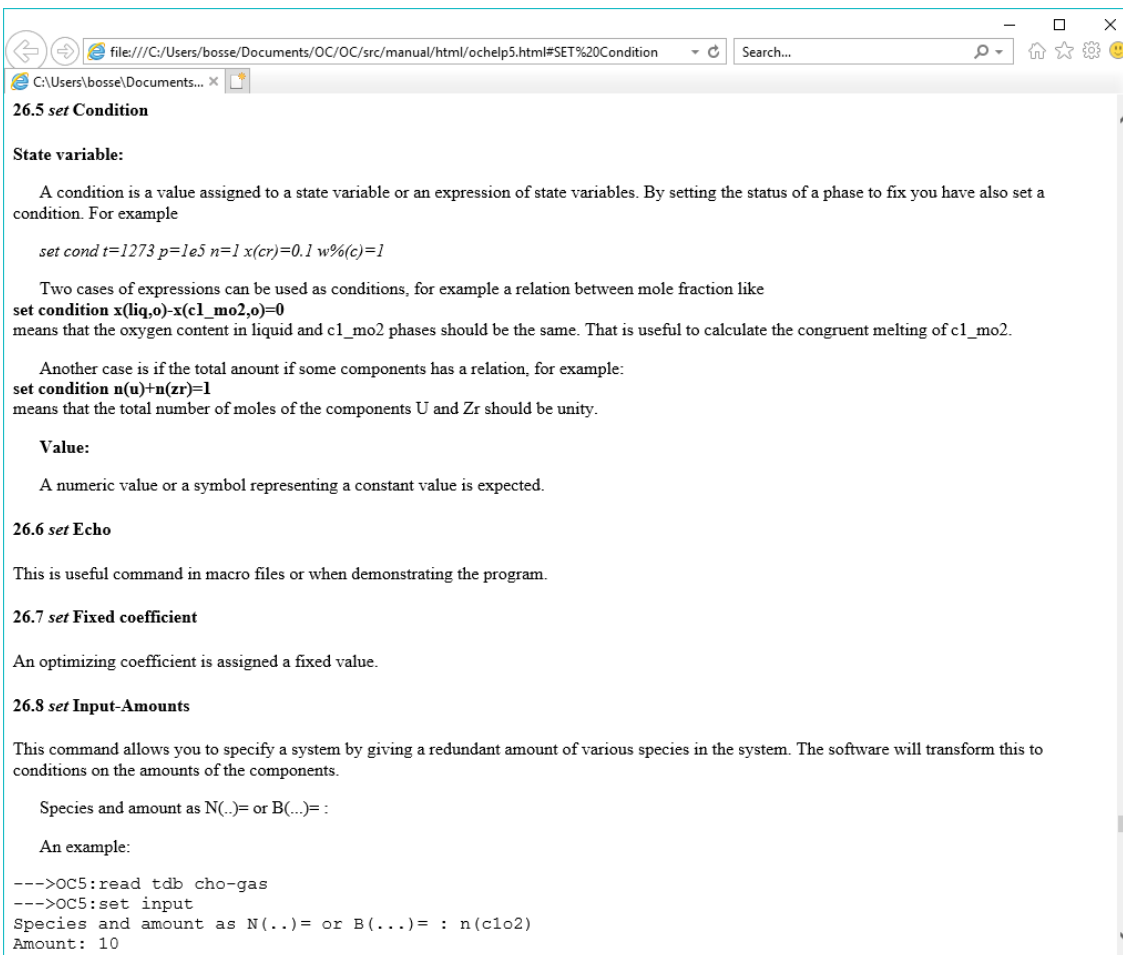 file:///C:/Users/bosse/Documents/OC/OC/src/manual/html/ochelp5.html#SET%20Condition
Search...
C:\Users\bosse\Documents...
26.5 set Condition
State variable:
A condition is a value assigned to a state variable or an expression of state variables. By setting the status of a phase to fix you have also set a
condition. For example
set cond t=1273 p=1e5 n=1 x(cr)=0.1 w%(c)=1
Two cases of expressions can be used as conditions, for example a relation between mole fraction like
set condition x(liq,o)-x(c1_mo2,o)=0
means that the oxygen content in liquid and c1_mo2 phases should be the same. That is useful to calculate the congruent melting of c1_mo2.
Another case is if the total anount if some components has a relation, for example:
set condition n(u)+n(zr)=1
means that the total number of moles of the components U and Zr should be unity.
Value:
A numeric value or a symbol representing a constant value is expected.
26.6 set Echo
This is useful command in macro files or when demonstrating the program.
26.7 set Fixed coefficient
An optimizing coefficient is assigned a fixed value.
26.8 set Input-Amounts
This command allows you to specify a system by giving a redundant amount of various species in the system. The software will transform this to
conditions on the amounts of the components.
Species and amount as N(..)= or B(...)= :
An example:
--->OC5:read tdb cho-gas
--->OC5:set input
Species and amount as N(..)= or B(...)= : n(c1o2)
Amount: 10